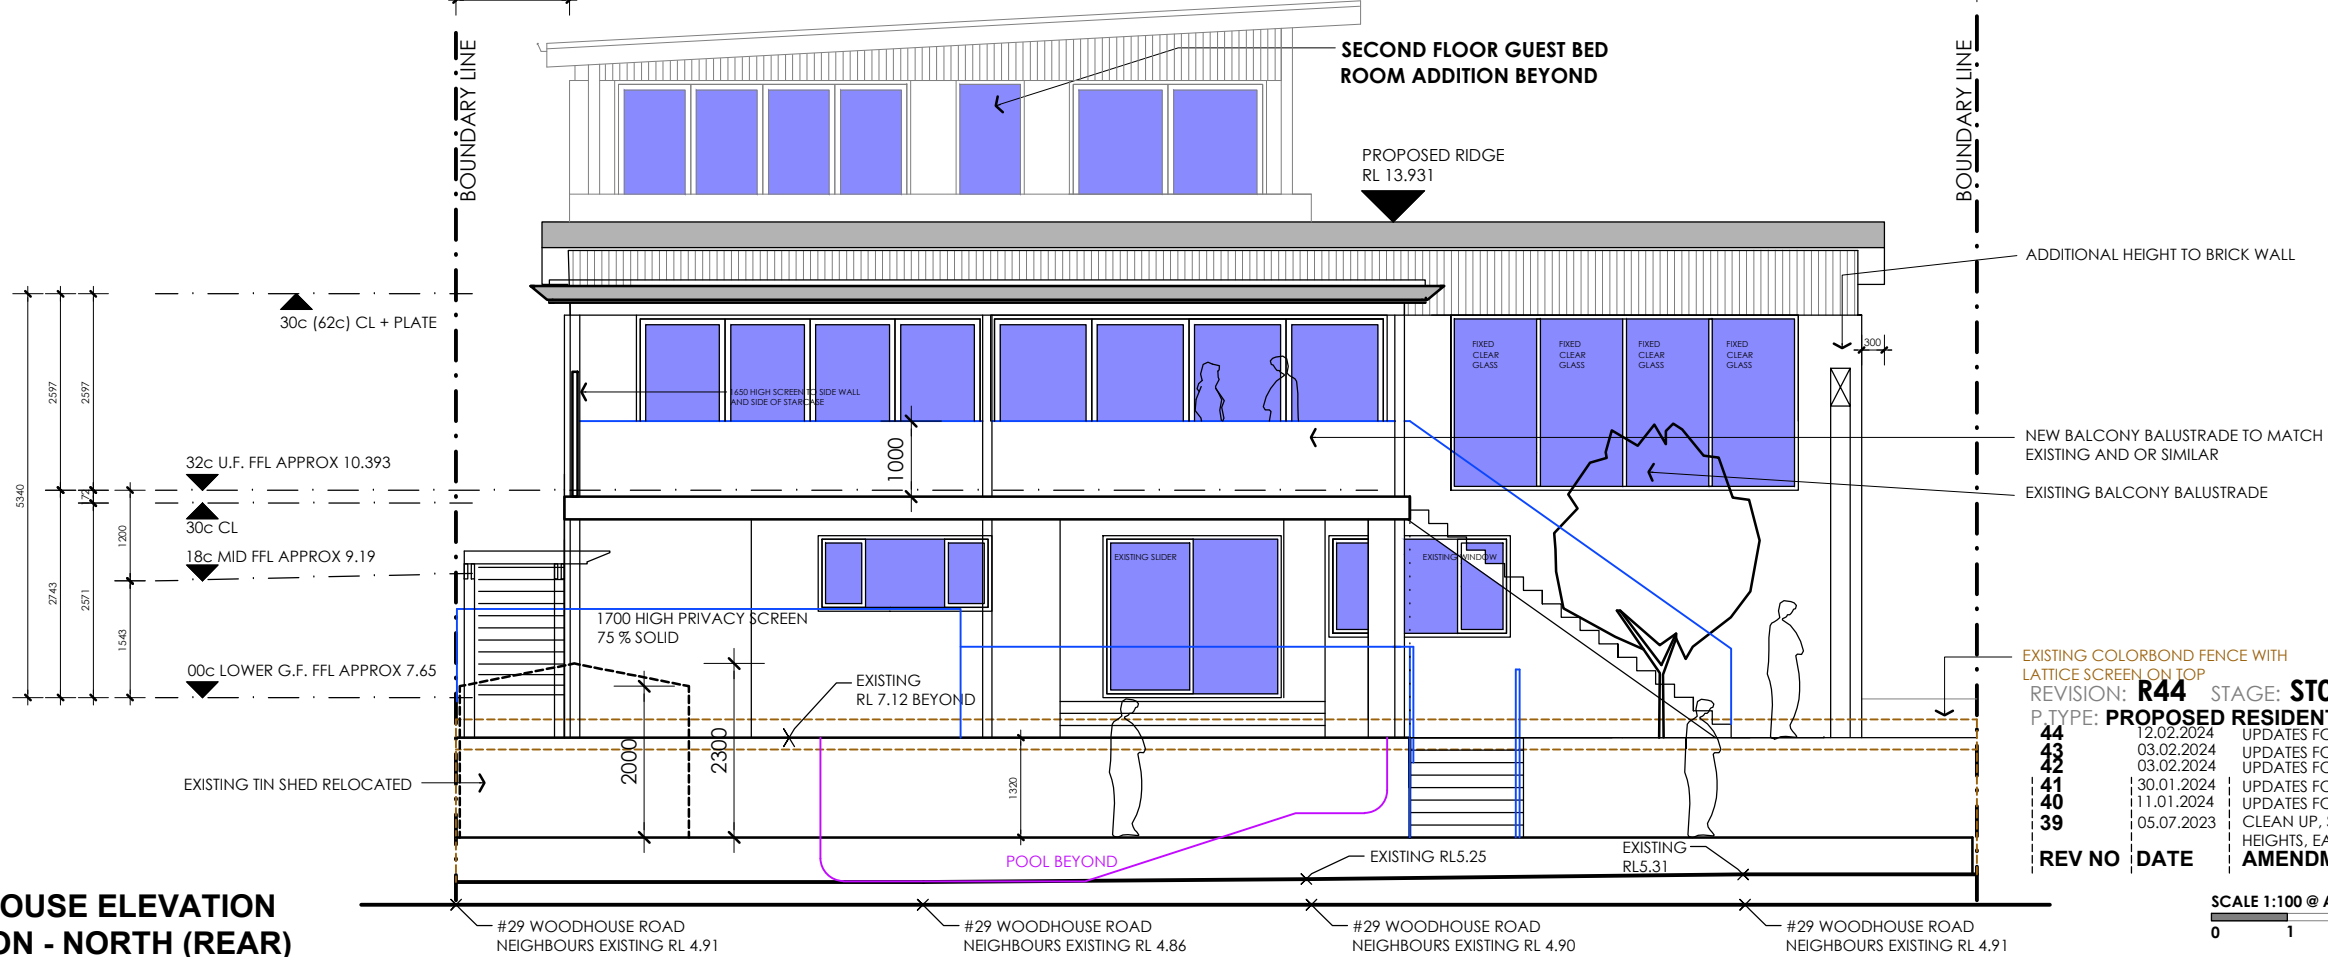 BOUNDARY LINE
SECOND FLOOR GUEST BED
ROOM ADDITION BEYOND
BOUNDARY LINE
PROPOSED RIDGE
RL 13.931
ADDITIONAL HEIGHT TO BRICK WALL
30c (62c) CL + PLATE
FIXED
CLEAR
GLASS
FIXED
CLEAR
GLASS
FIXED
CLEAR
GLASS
FIXED
CLEAR
GLASS
300
2597
2597
1650 HIGH SCREEN TO SIDE WALL
AND SIDE OF STARCASE
1000
NEW BALCONY BALUSTRADE TO MATCH
EXISTING AND OR SIMILAR
32c U.F. FFL APPROX 10.393
EXISTING BALCONY BALUSTRADE
5340
30c CL
1200
18c MID FFL APPROX 9.19
EXISTING SLIDER
EXISTING WINDOW
2743
2571
1543
1700 HIGH PRIVACY SCREEN
75 % SOLID
00c LOWER G.F. FFL APPROX 7.65
EXISTING
RL 7.12 BEYOND
EXISTING COLORBOND FENCE WITH
LATTICE SCREEN ON TOP
REVISION: R44 STAGE:
P.TYPE: PROPOSED
44 12.02.2024 UPDATES
43 03.02.2024 UPDATES
42 03.02.2024 UPDATES
41 30.01.2024 UPDATES
40 11.01.2024 UPDATES
39 05.07.2023 CLEAN UP,
HEIGHTS,
REV NO DATE
2000
2300
1320
EXISTING TIN SHED RELOCATED
POOL BEYOND
EXISTING RL5.25
EXISTING
RL5.31
OUSE ELEVATION
ON - NORTH (REAR)
#29 WOODHOUSE ROAD
NEIGHBOURS EXISTING RL 4.91
#29 WOODHOUSE ROAD
NEIGHBOURS EXISTING RL 4.86
#29 WOODHOUSE ROAD
NEIGHBOURS EXISTING RL 4.90
#29 WOODHOUSE ROAD
NEIGHBOURS EXISTING RL 4.91
SCALE 1:100 @
0 1